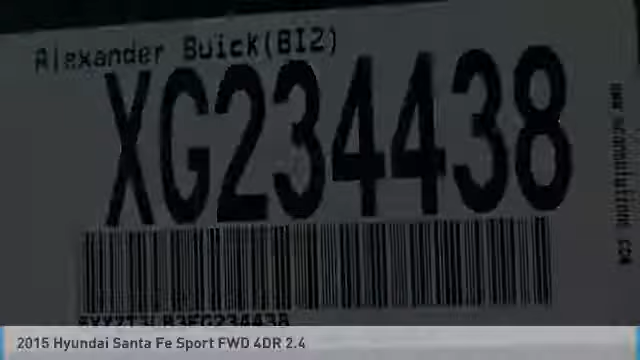 Alexander Buick(BI2)
XG234438
2015 Hyundai Santa Fe Sport FWD 4DR 2.4